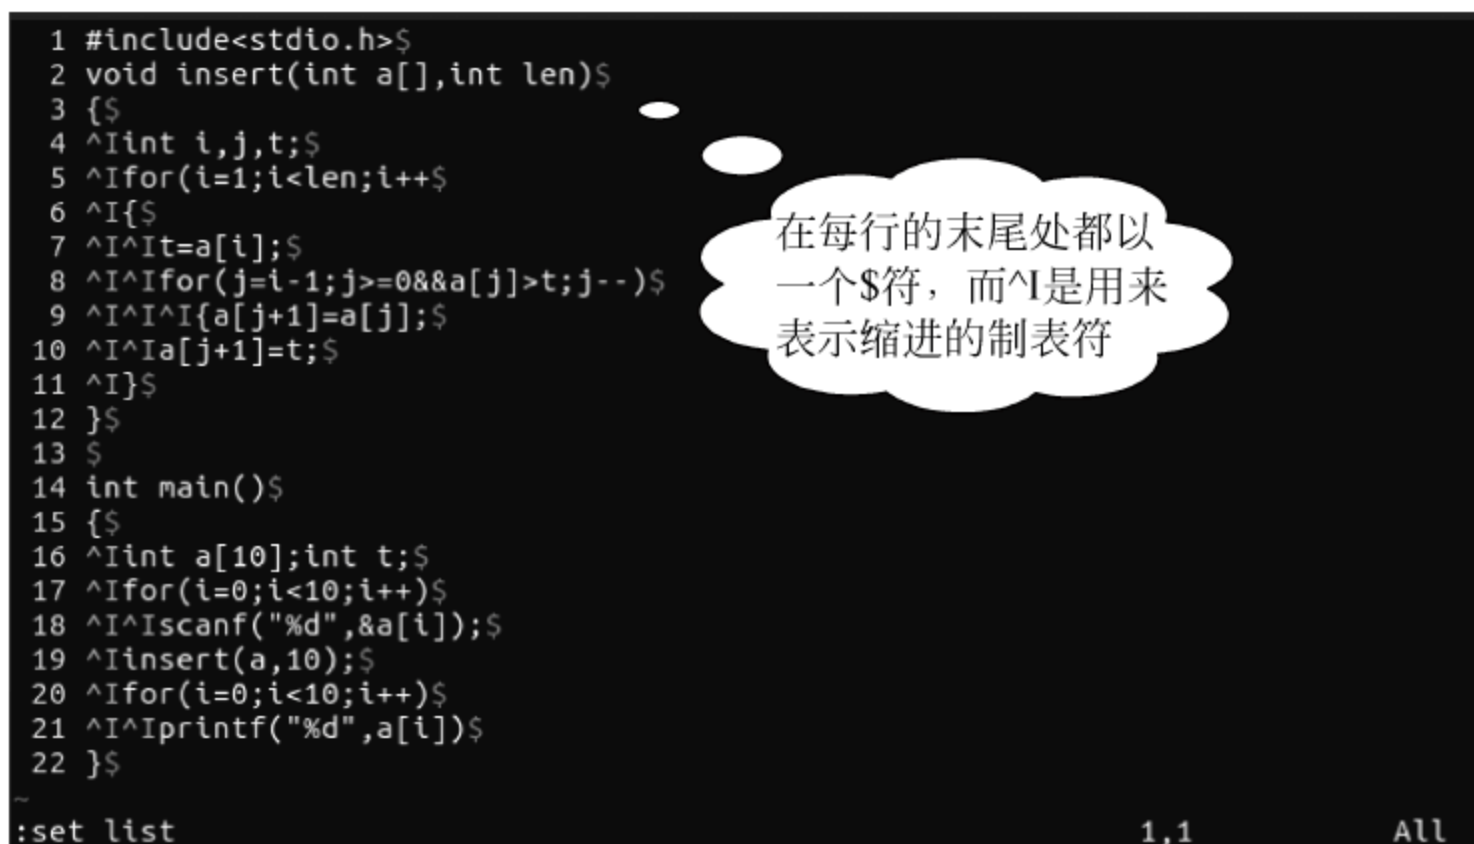 1 #include<stdio.h>$
2 void insert(int a[],int len)$
3 {$
4 ^Iint i,j,t;$
5 ^Ifor(i=1;i<len;i++$
6 ^I{$
7 ^I^It=a[i];$
8 ^I^Ifor(j=i-1;j>=0&&a[j]>t;j--)$
9 ^I^I^I{a[j+1]=a[j];$
10 ^I^Ia[j+1]=t;$
11 ^I}$
12 }$
13 $
14 int main()$
15 {$
16 ^Iint a[10];int t;$
17 ^Ifor(i=0;i<10;i++)$
18 ^I^Iscanf("%d",&a[i]);$
19 ^Iinsert(a,10);$
20 ^Ifor(i=0;i<10;i++)$
21 ^I^Iprintf("%d",a[i])$
22 }$
~
:set list 1,1 All
在每行的末尾处都以
一个$符，而^I是用来
表示缩进的制表符